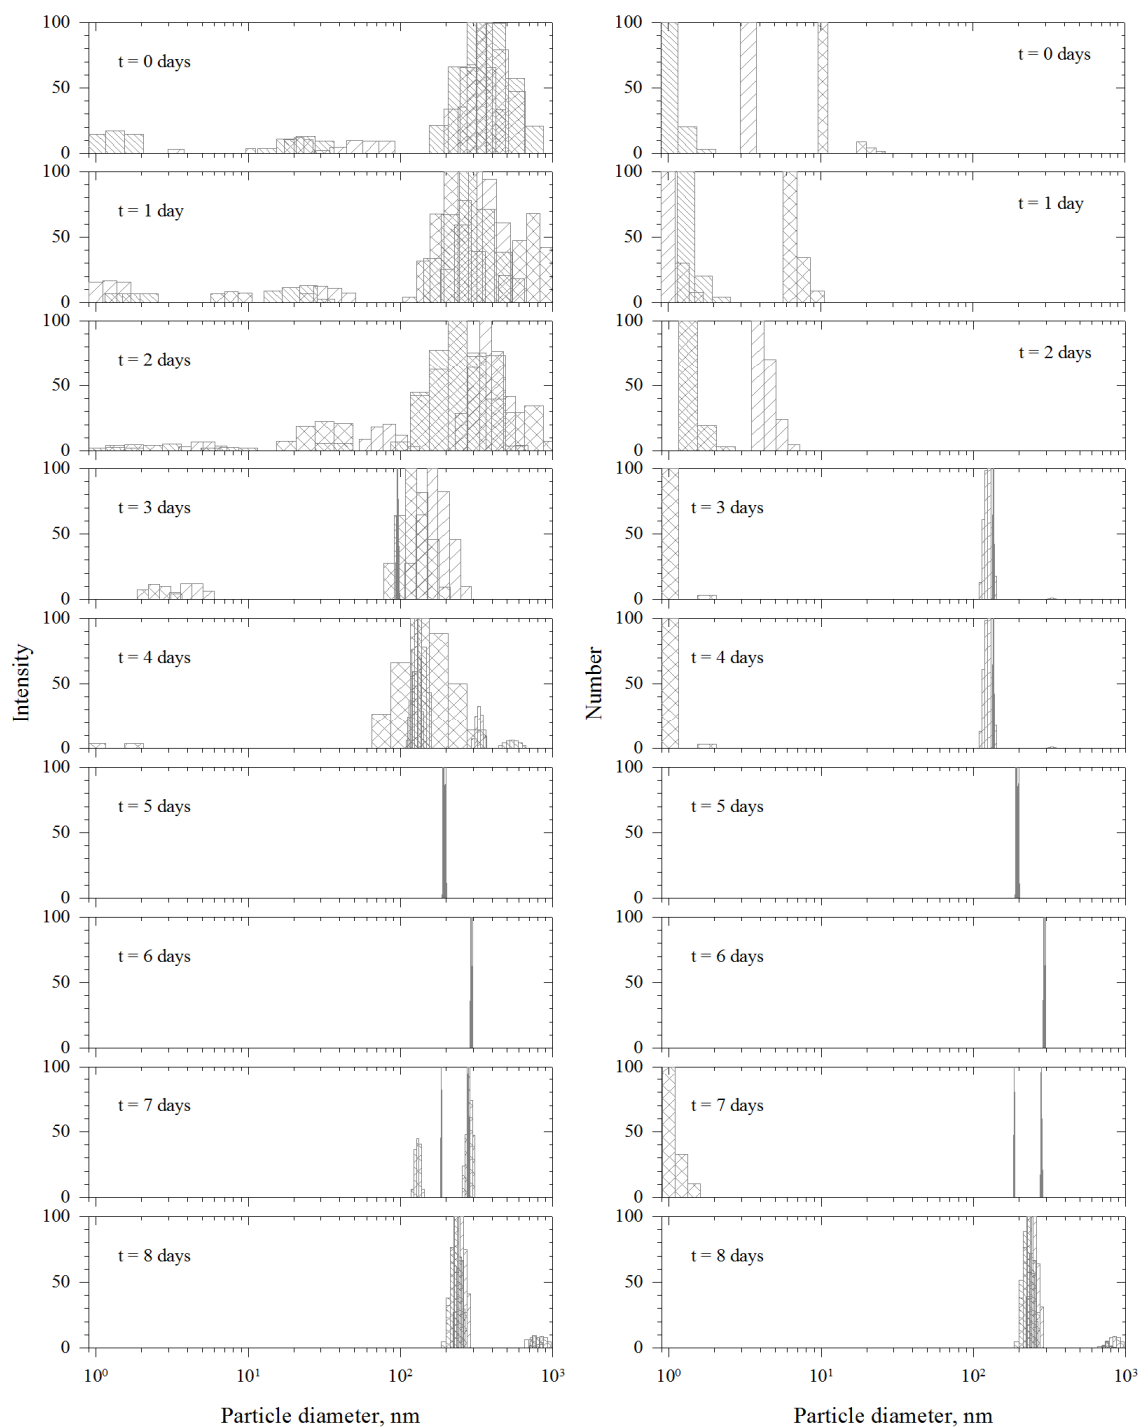 100
50
0
t = 0 days
100
50
0
t = 0 days
100
50
0
t = 1 day
100
50
0
t = 1 day
100
50
0
t = 2 days
100
50
0
t = 2 days
100
50
0
t = 3 days
100
50
0
t = 3 days
100
50
0
t = 4 days
100
50
0
t = 4 days
Intensity
Number
100
50
0
t = 5 days
100
50
0
t = 5 days
100
50
0
t = 6 days
100
50
0
t = 6 days
100
50
0
t = 7 days
100
50
0
t = 7 days
100
50
0
t = 8 days
100
50
0
t = 8 days
10⁰ 10¹ 10² 10³
10⁰ 10¹ 10² 10³
Particle diameter, nm
Particle diameter, nm